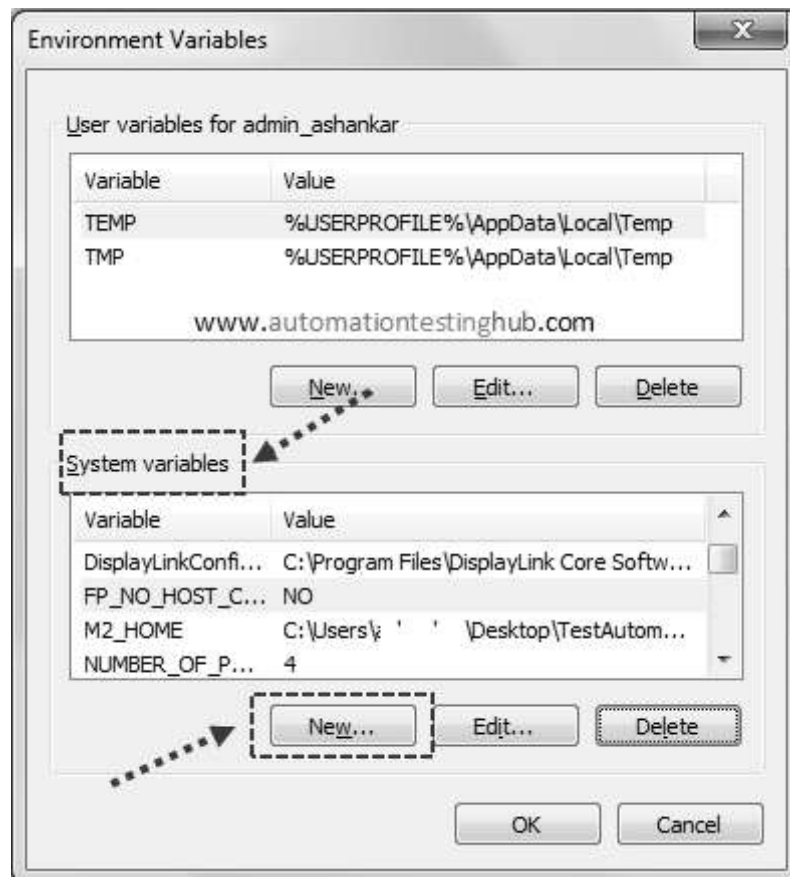 Environment Variables
X
User variables for admin_ashankar
Variable Value
TEMP %USERPROFILE%\AppData\Local\Temp
TMP %USERPROFILE%\AppData\Local\Temp
www.automationtestinghub.com
New... Edit... Delete
System variables
Variable Value
DisplayLinkConfi... C:\Program Files\DisplayLink Core Softw...
FP_NO_HOST_C... NO
M2_HOME C:\Users\ \Desktop\TestAutom...
NUMBER_OF_P... 4
New... Edit... Delete
OK Cancel